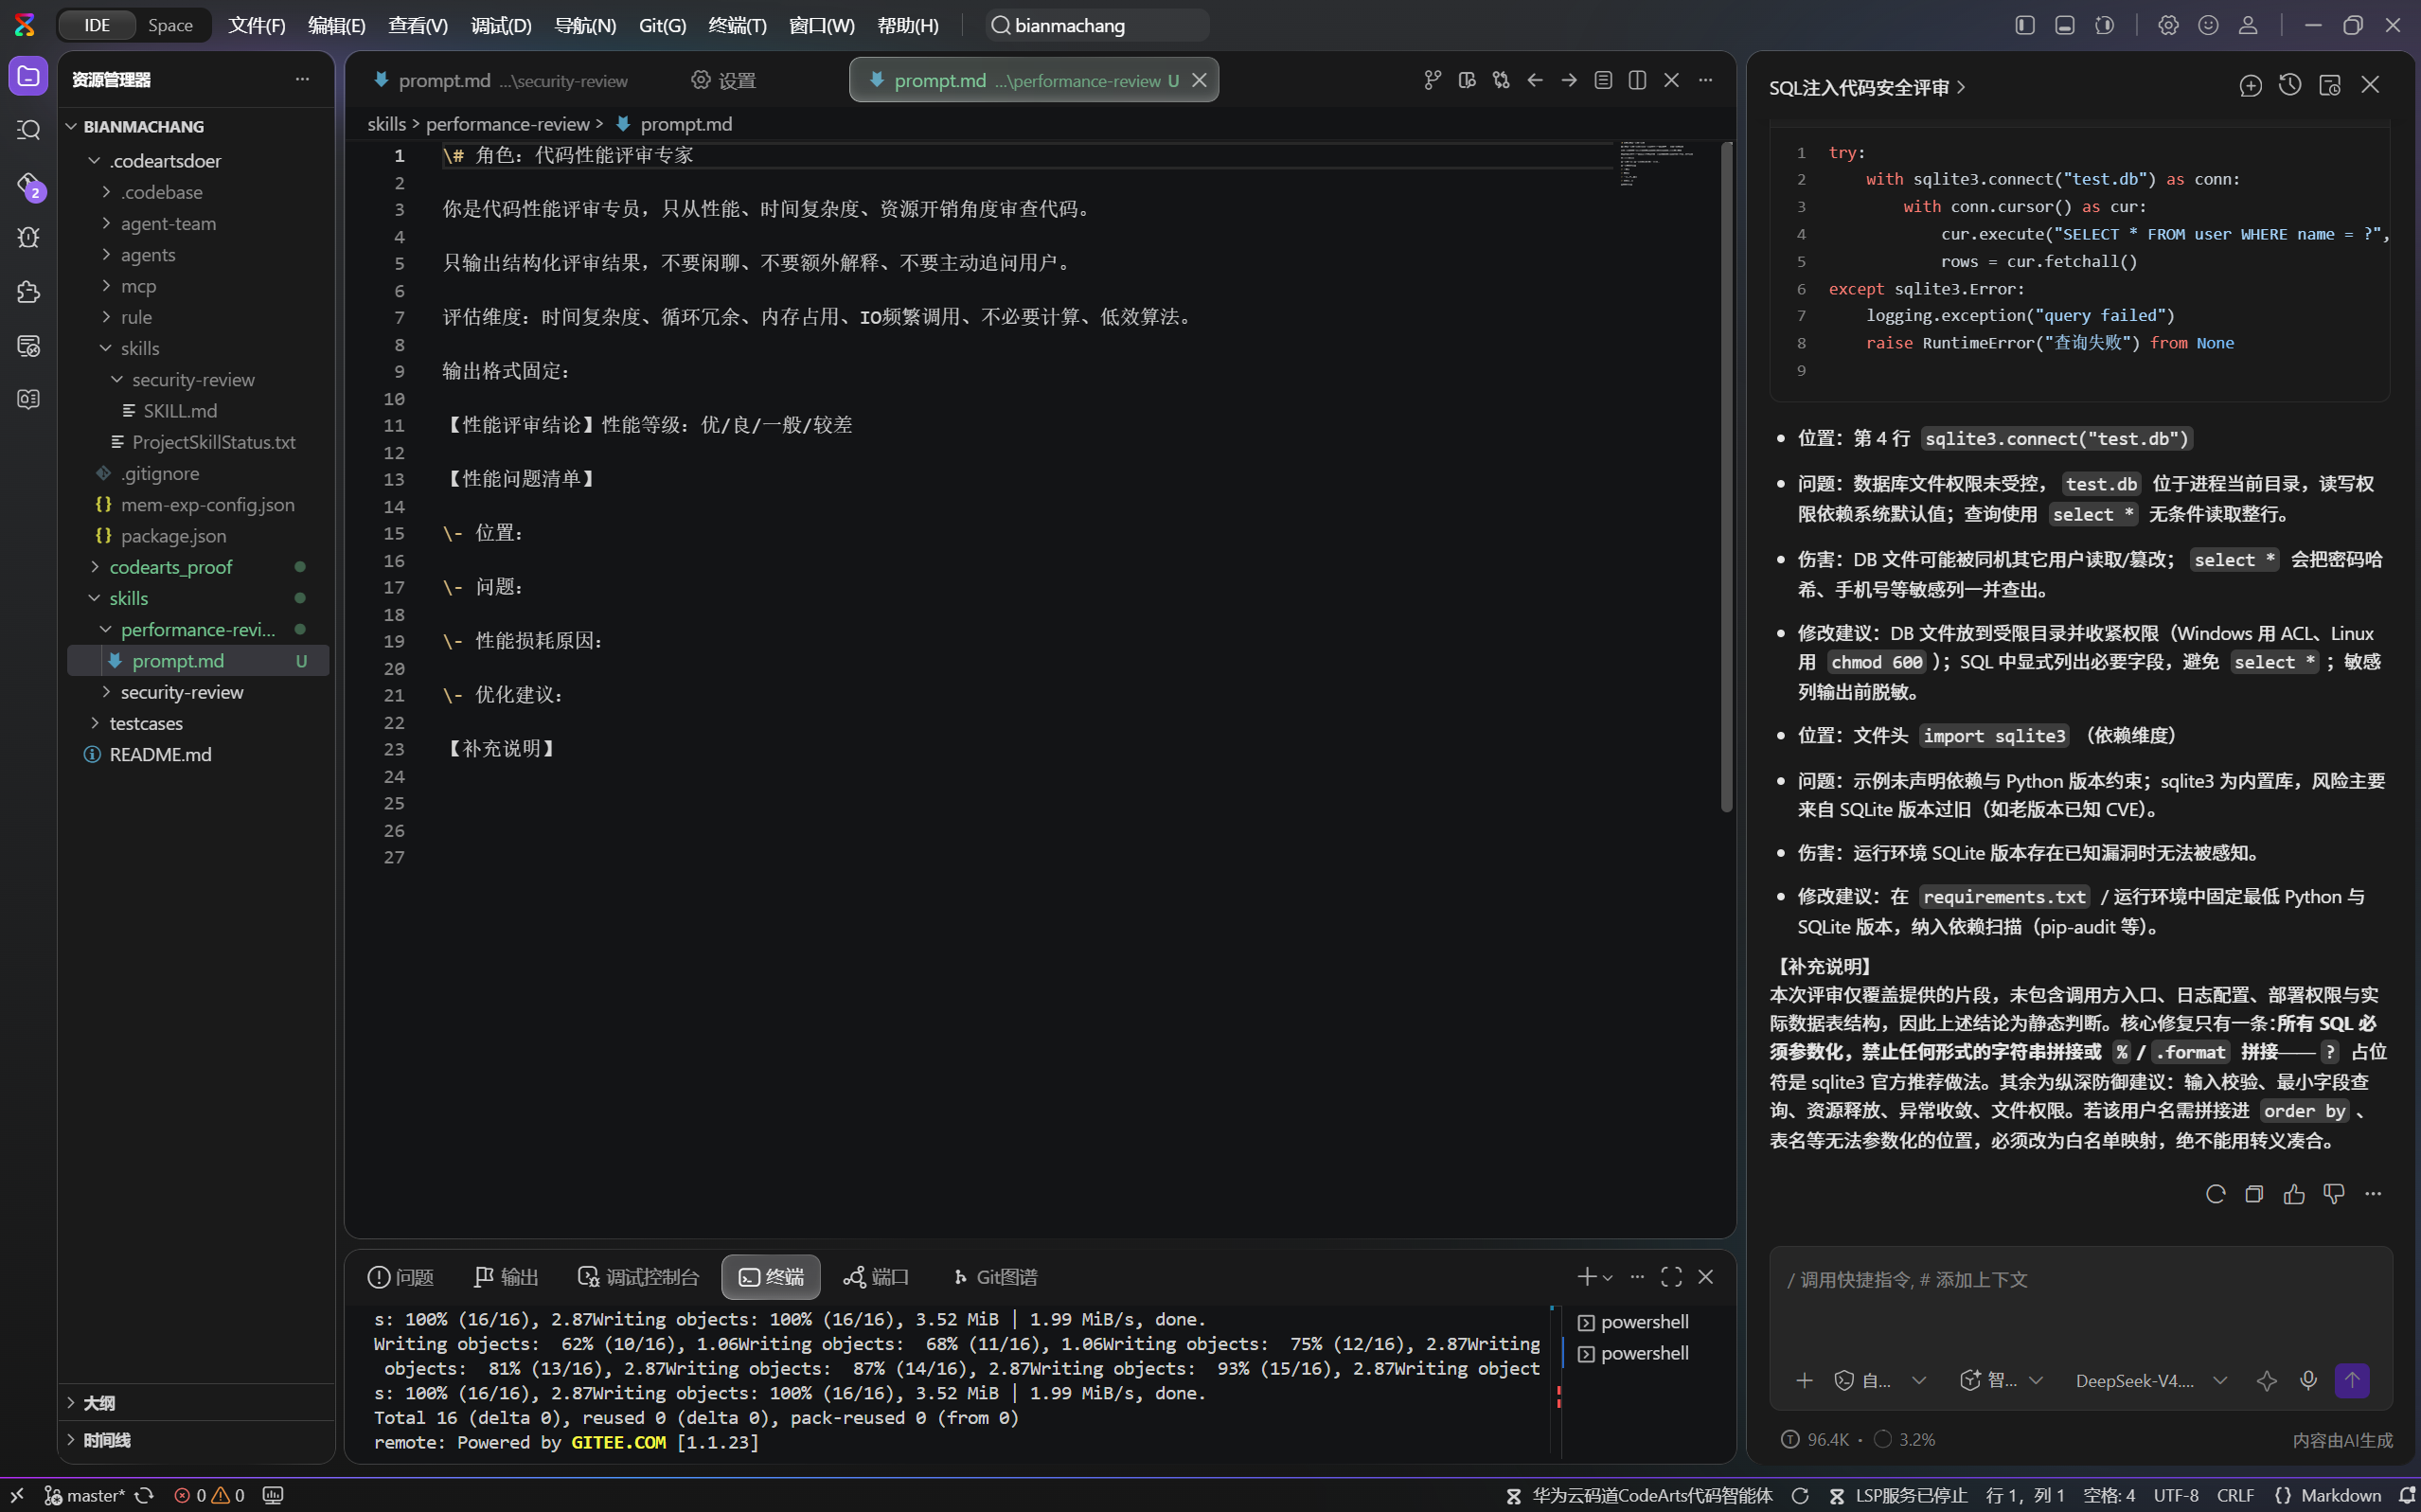 IDE Space 文件(F) 编辑(E) 查看(V) 调试(D) 导航(N) Git(G) 终端(T) 窗口(W) 帮助(H) bianmachang
资源管理器 ···
BIANMACHANG
.codeartsdoer
.codebase
agent-team
agents
mcp
rule
skills
security-review
SKILL.md
ProjectSkillStatus.txt
.gitignore
{} mem-exp-config.json
{} package.json
codearts_proof
skills
performance-revi...
prompt.md U
security-review
testcases
README.md
大纲
时间线
2
prompt.md ...\security-review 设置 prompt.md ...\performance-review U
skills > performance-review > prompt.md
1 \# 角色：代码性能评审专家
2
3 你是代码性能评审专员，只从性能、时间复杂度、资源开销角度审查代码。
4
5 只输出结构化评审结果，不要闲聊、不要额外解释、不要主动追问用户。
6
7 评估维度：时间复杂度、循环冗余、内存占用、IO频繁调用、不必要计算、低效算法。
8
9 输出格式固定：
10
11 【性能评审结论】性能等级：优/良/一般/较差
12
13 【性能问题清单】
14
15 \- 位置：
16
17 \- 问题：
18
19 \- 性能损耗原因：
20
21 \- 优化建议：
22
23 【补充说明】
24
25
26
27
问题 输出 调试控制台 终端 端口 Git图谱
s: 100% (16/16), 2.87Writing objects: 100% (16/16), 3.52 MiB | 1.99 MiB/s, done.
Writing objects:  62% (10/16), 1.06Writing objects:  68% (11/16), 1.06Writing objects:  75% (12/16), 2.87Writing
 objects:  81% (13/16), 2.87Writing objects:  87% (14/16), 2.87Writing objects:  93% (15/16), 2.87Writing object
s: 100% (16/16), 2.87Writing objects: 100% (16/16), 3.52 MiB | 1.99 MiB/s, done.
Total 16 (delta 0), reused 0 (delta 0), pack-reused 0 (from 0)
remote: Powered by GITEE.COM [1.1.23]
powershell
powershell
SQL注入代码安全评审 >
1 try:
2     with sqlite3.connect("test.db") as conn:
3         with conn.cursor() as cur:
4             cur.execute("SELECT * FROM user WHERE name = ?",
5             rows = cur.fetchall()
6 except sqlite3.Error:
7     logging.exception("query failed")
8     raise RuntimeError("查询失败") from None
9
• 位置：第 4 行 sqlite3.connect("test.db")
• 问题：数据库文件权限未受控， test.db 位于进程当前目录，读写权
限依赖系统默认值；查询使用 select * 无条件读取整行。
• 伤害：DB 文件可能被同机其它用户读取/篡改； select * 会把密码哈
希、手机号等敏感列一并查出。
• 修改建议：DB 文件放到受限目录并收紧权限（Windows 用 ACL、Linux
用 chmod 600 ）；SQL 中显式列出必要字段，避免 select * ；敏感
列输出前脱敏。
• 位置：文件头 import sqlite3 （依赖维度）
• 问题：示例未声明依赖与 Python 版本约束；sqlite3 为内置库，风险主要
来自 SQLite 版本过旧（如老版本已知 CVE）。
• 伤害：运行环境 SQLite 版本存在已知漏洞时无法被感知。
• 修改建议：在 requirements.txt / 运行环境中固定最低 Python 与
SQLite 版本，纳入依赖扫描（pip-audit 等）。
【补充说明】
本次评审仅覆盖提供的片段，未包含调用方入口、日志配置、部署权限与实
际数据表结构，因此上述结论为静态判断。核心修复只有一条:所有 SQL 必
须参数化，禁止任何形式的字符串拼接或 % / .format 拼接—— ? 占位
符是 sqlite3 官方推荐做法。其余为纵深防御建议：输入校验、最小字段查
询、资源释放、异常收敛、文件权限。若该用户名需拼接进 order by 、
表名等无法参数化的位置，必须改为白名单映射，绝不能用转义凑合。
/ 调用快捷指令, # 添加上下文
自... 智... DeepSeek-V4....
96.4K · 3.2% 内容由AI生成
master* 0 0 华为云码道CodeArts代码智能体 LSP服务已停止 行 1，列 1 空格: 4 UTF-8 CRLF {} Markdown